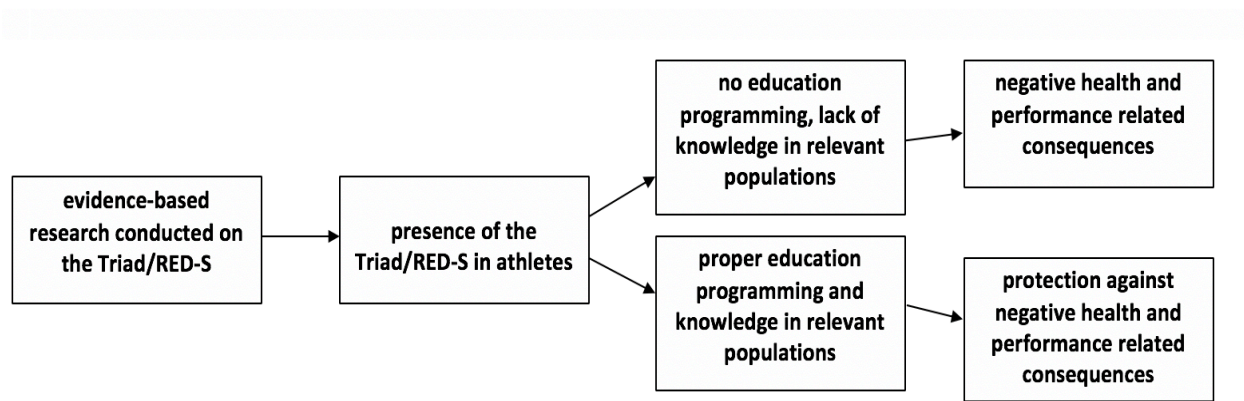 evidence-based
research conducted on
the Triad/RED-S
presence of the
Triad/RED-S in athletes
no education
programming, lack of
knowledge in relevant
populations
negative health and
performance related
consequences
proper education
programming and
knowledge in relevant
populations
protection against
negative health and
performance related
consequences